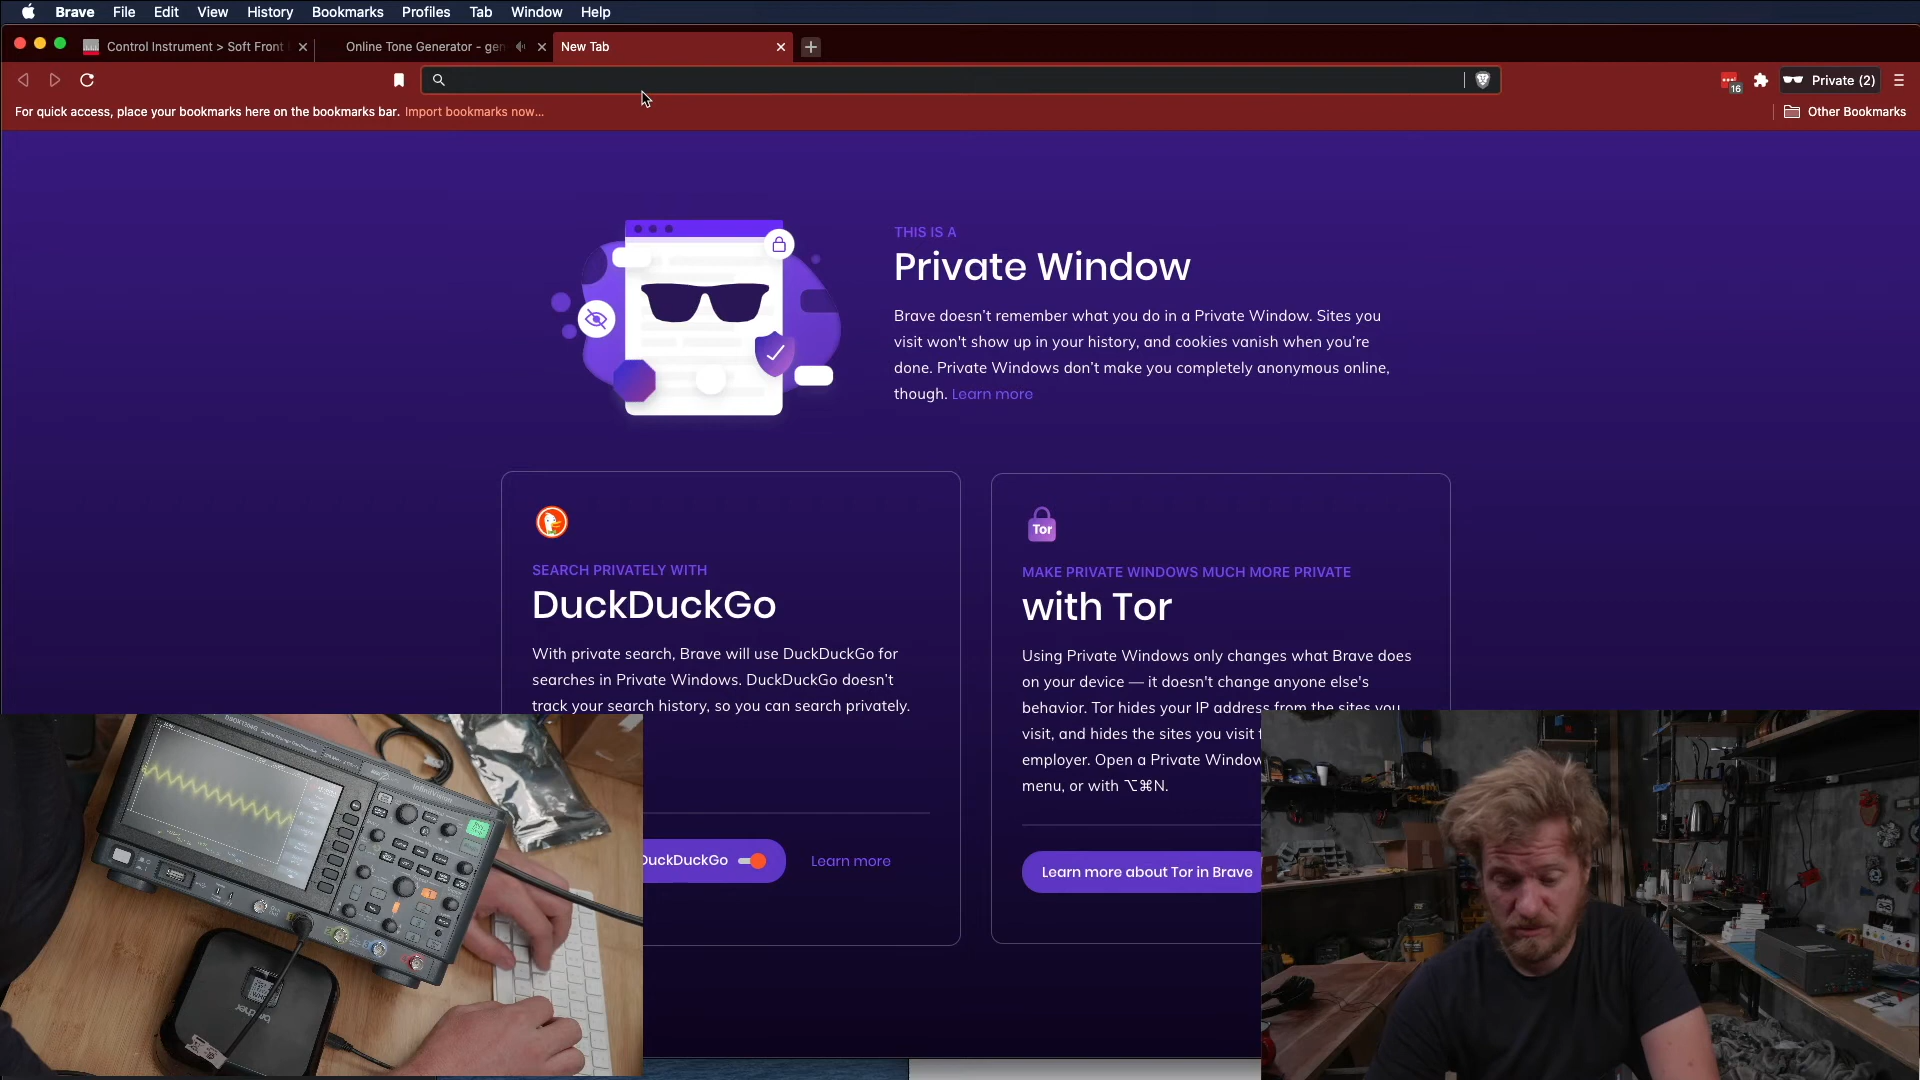 Brave File Edit View History Bookmarks Profiles Tab Window Help
Control Instrument > Soft Front
Online Tone Generator - gen
New Tab
16
Private (2)
For quick access, place your bookmarks here on the bookmarks bar. Import bookmarks now...
Other Bookmarks
THIS IS A
Private Window
Brave doesn't remember what you do in a Private Window. Sites you
visit won't show up in your history, and cookies vanish when you're
done. Private Windows don't make you completely anonymous online,
though. Learn more
SEARCH PRIVATELY WITH
DuckDuckGo
With private search, Brave will use DuckDuckGo for
searches in Private Windows. DuckDuckGo doesn't
track your search history, so you can search privately.
DuckDuckGo
Learn more
Tor
MAKE PRIVATE WINDOWS MUCH MORE PRIVATE
with Tor
Using Private Windows only changes what Brave does
on your device — it doesn't change anyone else's
behavior. Tor hides your IP address from the sites you
visit, and hides the sites you visit
employer. Open a Private Window
menu, or with ⌥⌘N.
Learn more about Tor in Brave
brother